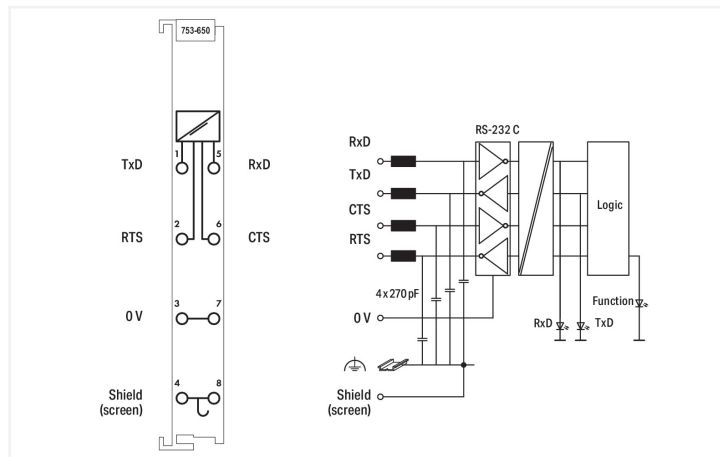 753-650
1 5
TxD RxD
2 6
RTS CTS
3 7
0 V
4 8
Shield
(screen)
RS-232 C
RxD
TxD
CTS
RTS
Logic
4 x 270 pF
Function
0 V
RxD TxD
Shield
(screen)